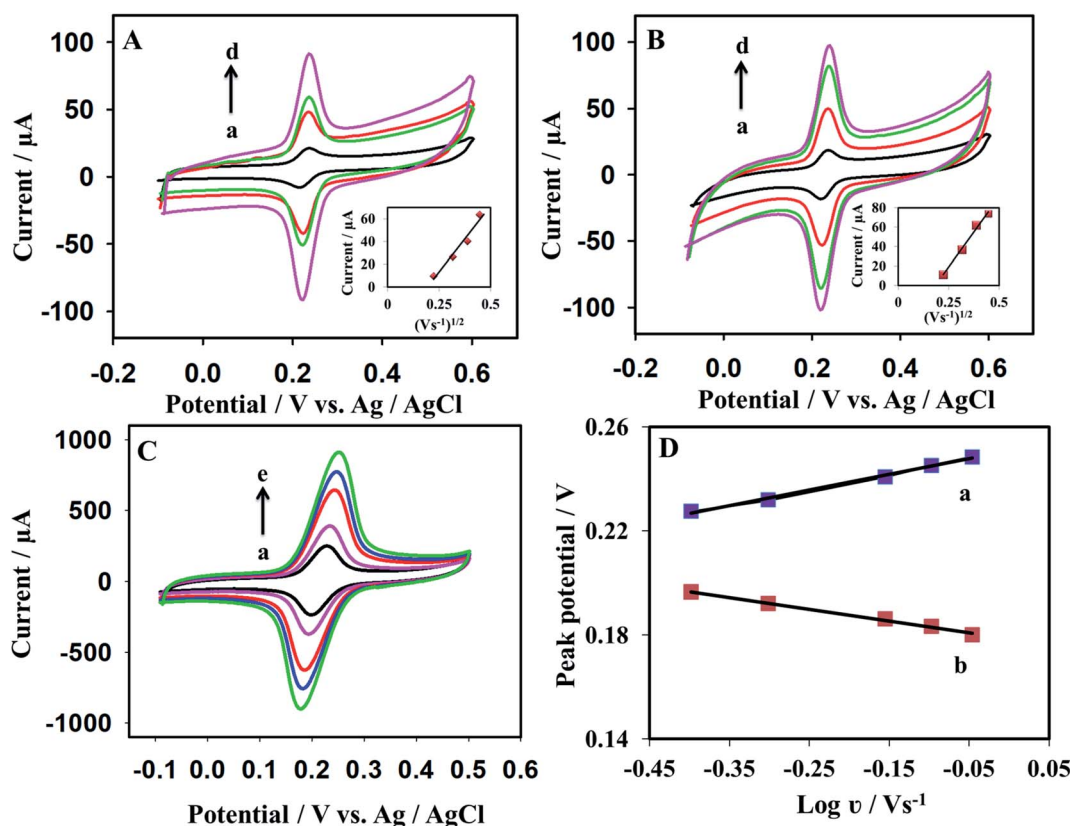 A
d
a
Current / µA
100
50
0
-50
-100
-0.2
0.0
0.2
0.4
0.6
Potential / V vs. Ag / AgCl
Current / µA
60
40
20
0
0
0.25
0.5
(Vs⁻¹)¹/²
B
d
a
Current / µA
100
50
0
-50
-100
-0.2
0.0
0.2
0.4
0.6
Potential / V vs. Ag / AgCl
Current / µA
80
60
40
20
0
0
0.25
0.5
(Vs⁻¹)¹/²
C
e
a
Current / µA
1000
500
0
-500
-1000
-0.1
0.0
0.1
0.2
0.3
0.4
0.5
0.6
Potential / V vs. Ag / AgCl
D
a
b
Peak potential / V
0.26
0.22
0.18
0.14
-0.45
-0.35
-0.25
-0.15
-0.05
0.05
Log υ / Vs⁻¹